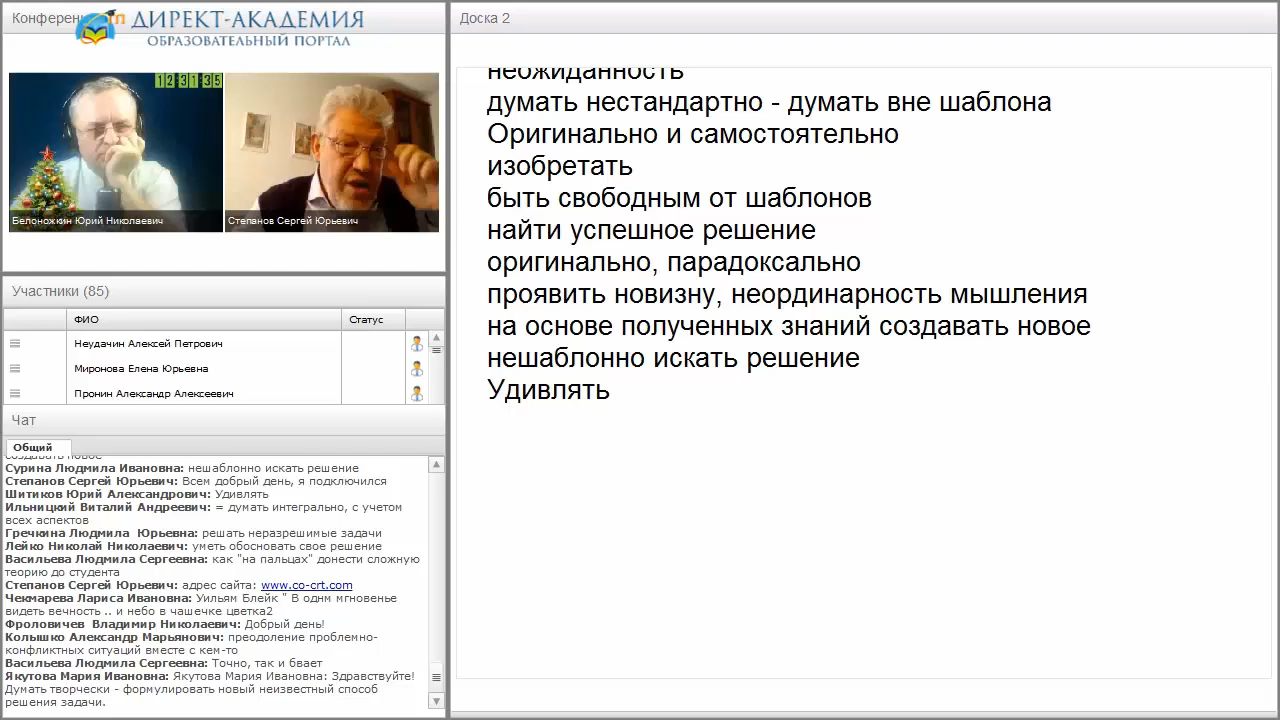 Конферен
ДИРЕКТ-АКАДЕМИЯ
ОБРАЗОВАТЕЛЬНЫЙ ПОРТАЛ
12:31:35
Белоножкин Юрий Николаевич
Степанов Сергей Юрьевич
Участники (85)
ФИО
Статус
Неудачин Алексей Петрович
Миронова Елена Юрьевна
Пронин Александр Алексеевич
Чат
Общий
создавать новое
Сурина Людмила Ивановна: нешаблонно искать решение
Степанов Сергей Юрьевич: Всем добрый день, я подключился
Шитиков Юрий Александрович: Удивлять
Ильницкий Виталий Андреевич: = думать интегрально, с учетом
всех аспектов
Гречкина Людмила Юрьевна: решать неразрешимые задачи
Лейко Николай Николаевич: уметь обосновать свое решение
Васильева Людмила Сергеевна: как "на пальцах" донести сложную
теорию до студента
Степанов Сергей Юрьевич: адрес сайта: www.co-crt.com
Чекмарева Лариса Ивановна: Уильям Блейк " В однм мгновенье
видеть вечность .. и небо в чашечке цветка2
Фроловичев Владимир Николаевич: Добрый день!
Колышко Александр Марьянович: преодоление проблемно-
конфликтных ситуаций вместе с кем-то
Васильева Людмила Сергеевна: Точно, так и бвает
Якутова Мария Ивановна: Якутова Мария Ивановна: Здравствуйте!
Думать творчески - формулировать новый неизвестный способ
решения задачи.
Доска 2
неожиданность
думать нестандартно - думать вне шаблона
Оригинально и самостоятельно
изобретать
быть свободным от шаблонов
найти успешное решение
оригинально, парадоксально
проявить новизну, неординарность мышления
на основе полученных знаний создавать новое
нешаблонно искать решение
Удивлять